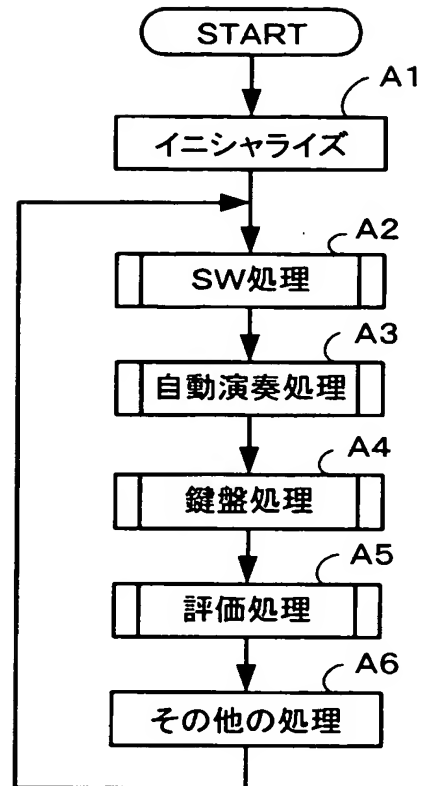 START
A1
イニシャライズ
A2
SW処理
A3
自動演奏処理
A4
鍵盤処理
A5
評価処理
A6
その他の処理